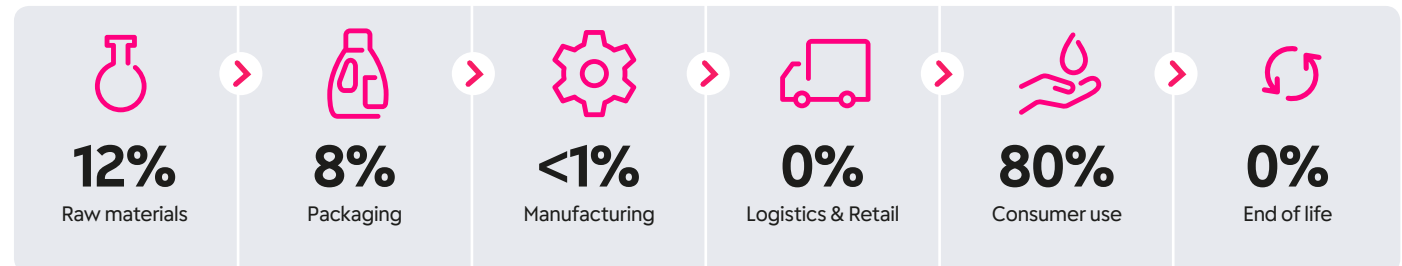 12%
Raw materials
8%
Packaging
<1%
Manufacturing
0%
Logistics & Retail
80%
Consumer use
0%
End of life